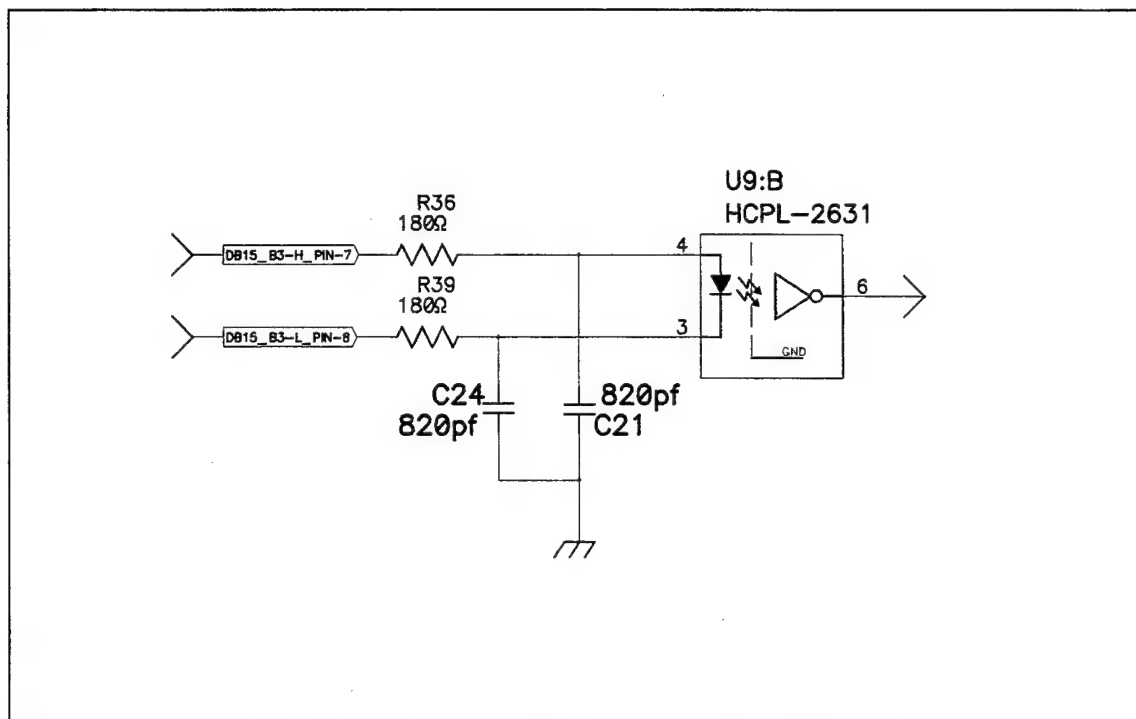 U9:B
HCPL-2631
R36
180Ω
DB15_B3-H_PIN-7
4
6
R39
180Ω
DB15_B3-L_PIN-8
3
GND
C24
820pf
820pf
C21